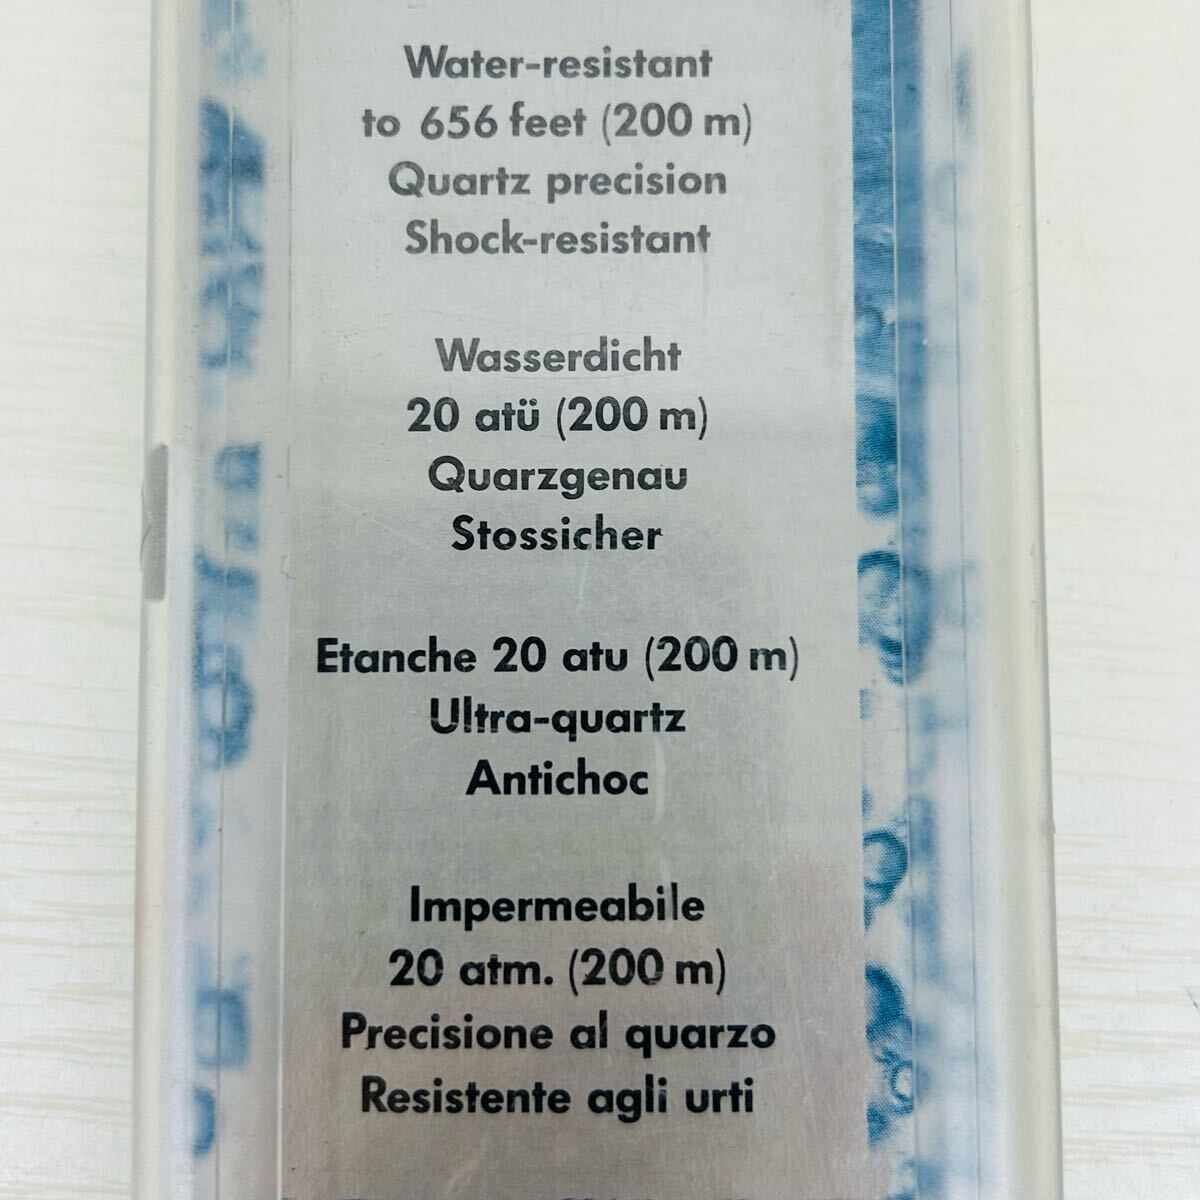 Water-resistant
to 656 feet (200 m)
Quartz precision
Shock-resistant
Wasserdicht
20 atü (200 m)
Quarzgenau
Stossicher
Etanche 20 atu (200 m)
Ultra-quartz
Antichoc
Impermeabile
20 atm. (200 m)
Precisione al quarzo
Resistente agli urti